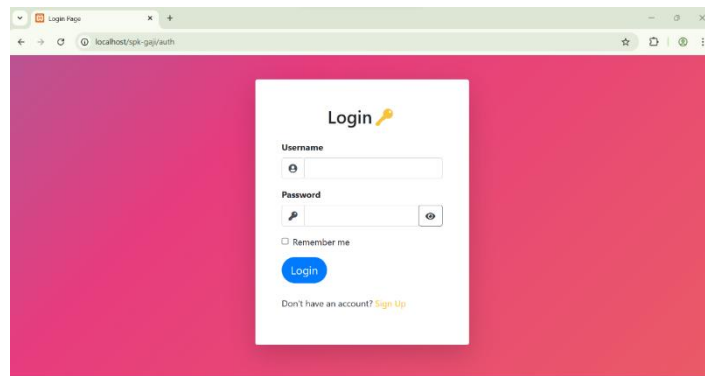 Login Page
localhost/spk-gaji/auth
Login
Username
Password
Remember me
Login
Don't have an account? Sign Up